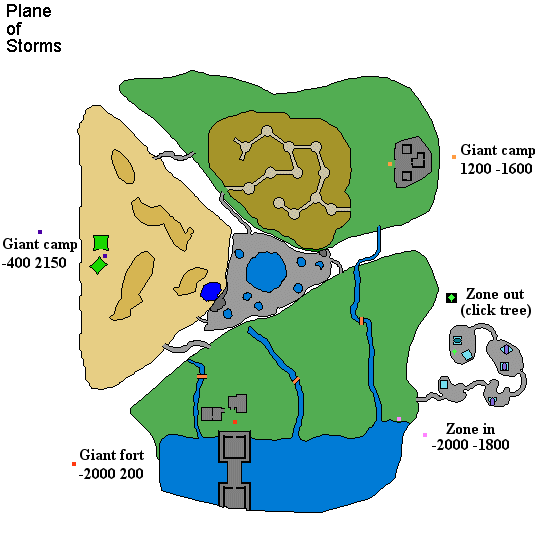 Plane
of
Storms
Giant camp
1200 -1600
Giant camp
-400 2150
Zone out
(click tree)
Zone in
-2000 -1800
Giant fort
-2000 200